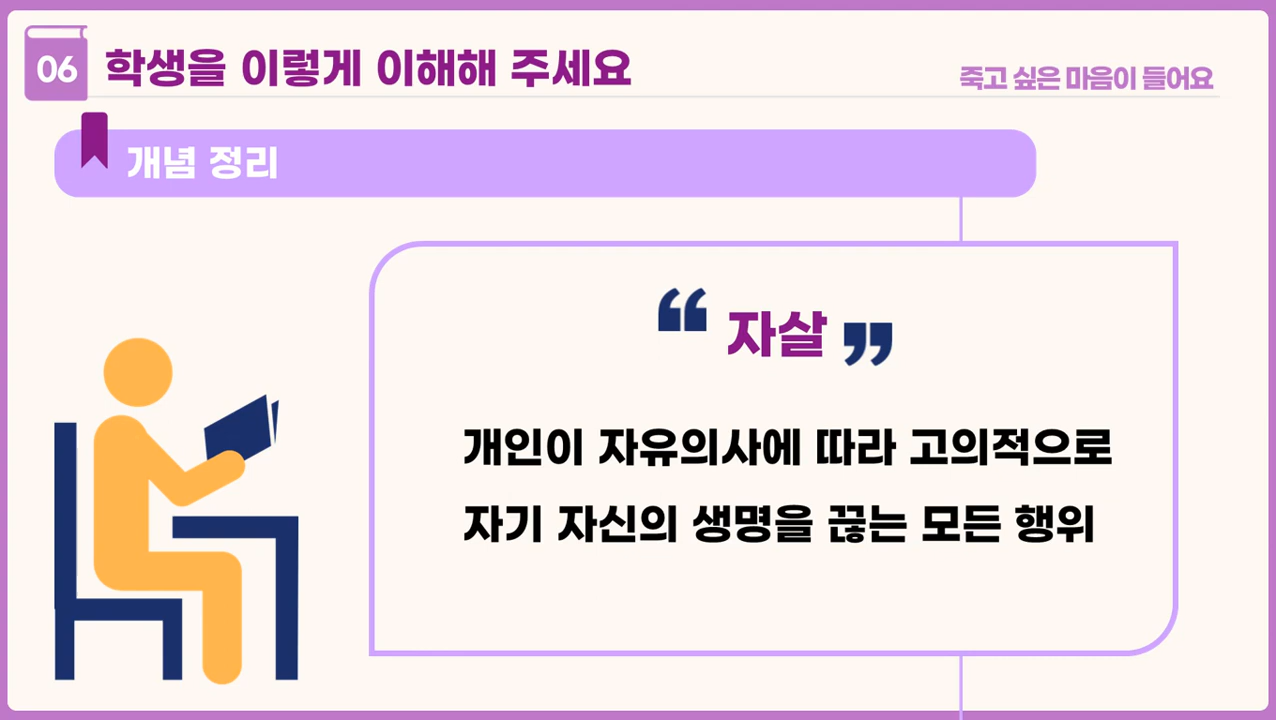 06 학생을 이렇게 이해해 주세요
죽고 싶은 마음이 들어요
개념 정리
“ 자살 ”
개인이 자유의사에 따라 고의적으로
자기 자신의 생명을 끊는 모든 행위